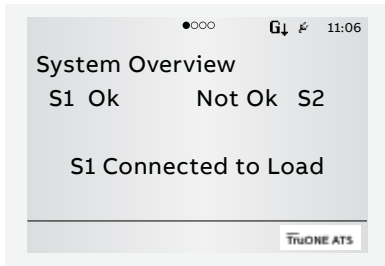 G↓ 11:06
System Overview
S1 Ok Not Ok S2
S1 Connected to Load
TruONE ATS